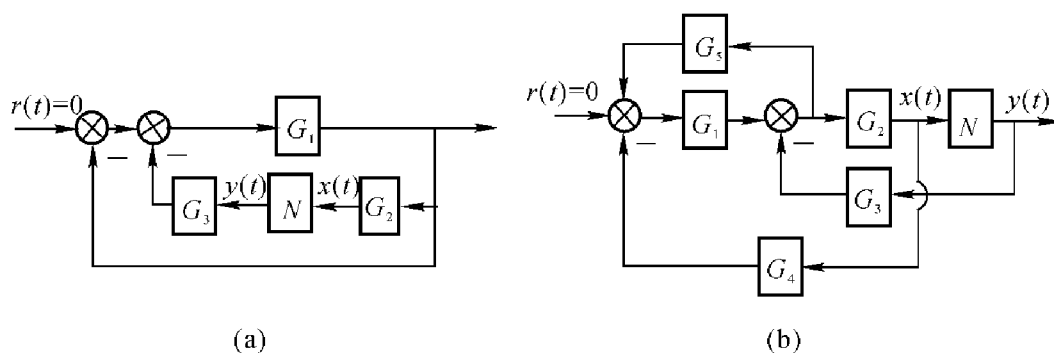 r(t)=0
G₁
−
−
G₃
y(t)
N
x(t)
G₂
(a)
G₅
r(t)=0
G₁
−
−
G₂
x(t)
N
y(t)
G₃
G₄
(b)